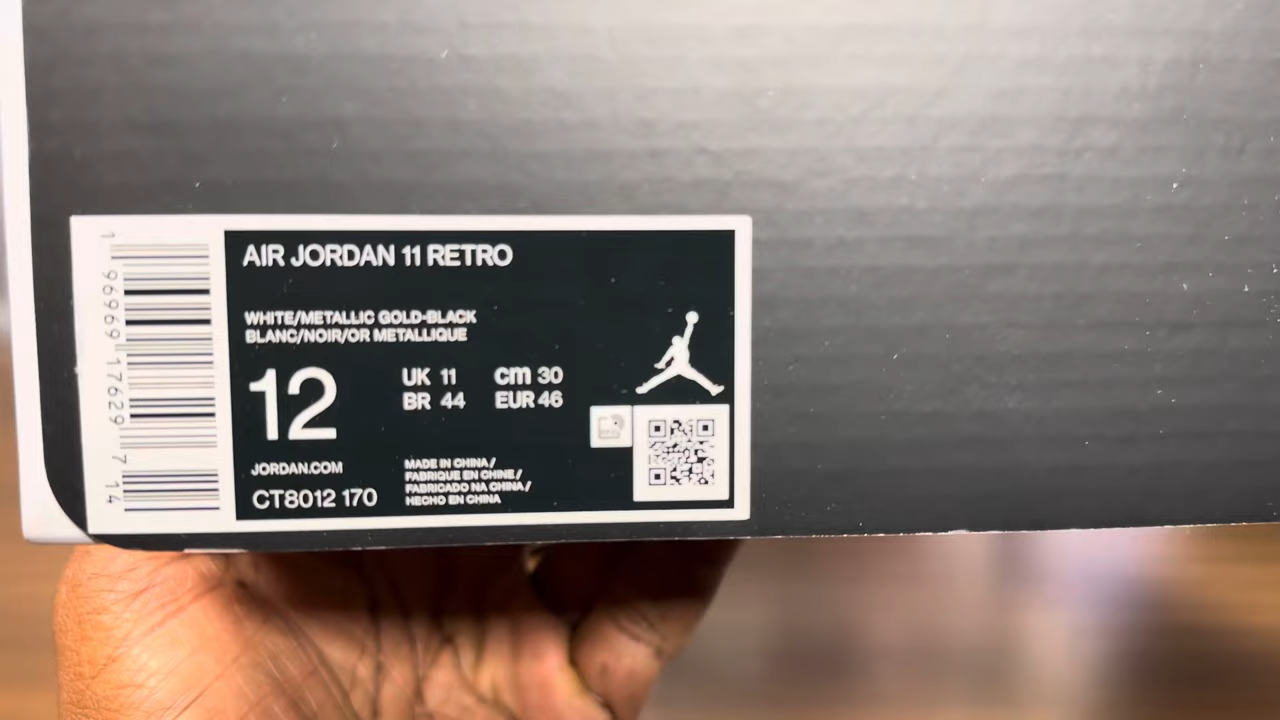 AIR JORDAN 11 RETRO
WHITE/METALLIC GOLD-BLACK
BLANC/NOIR/OR METALLIQUE
12
UK 11
cm 30
BR 44
EUR 46
JORDAN.COM
CT8012 170
MADE IN CHINA/
FABRIQUE EN CHINE/
FABRICADO NA CHINA/
HECHO EN CHINA
1 96969 17629 7 14